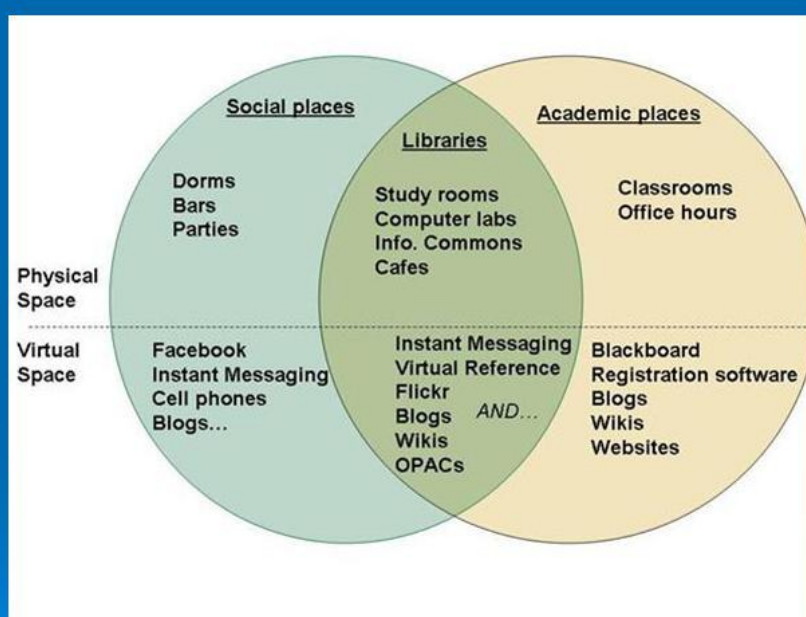 Social places
Dorms
Bars
Parties
Libraries
Study rooms
Computer labs
Info. Commons
Cafes
Academic places
Classrooms
Office hours
Physical
Space
Virtual
Space
Facebook
Instant Messaging
Cell phones
Blogs...
Instant Messaging
Virtual Reference
Flickr
Blogs AND...
Wikis
OPACs
Blackboard
Registration software
Blogs
Wikis
Websites